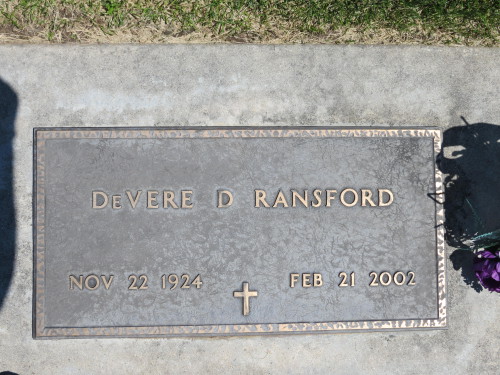 DeVERE D RANSFORD
NOV 22 1924 FEB 21 2002